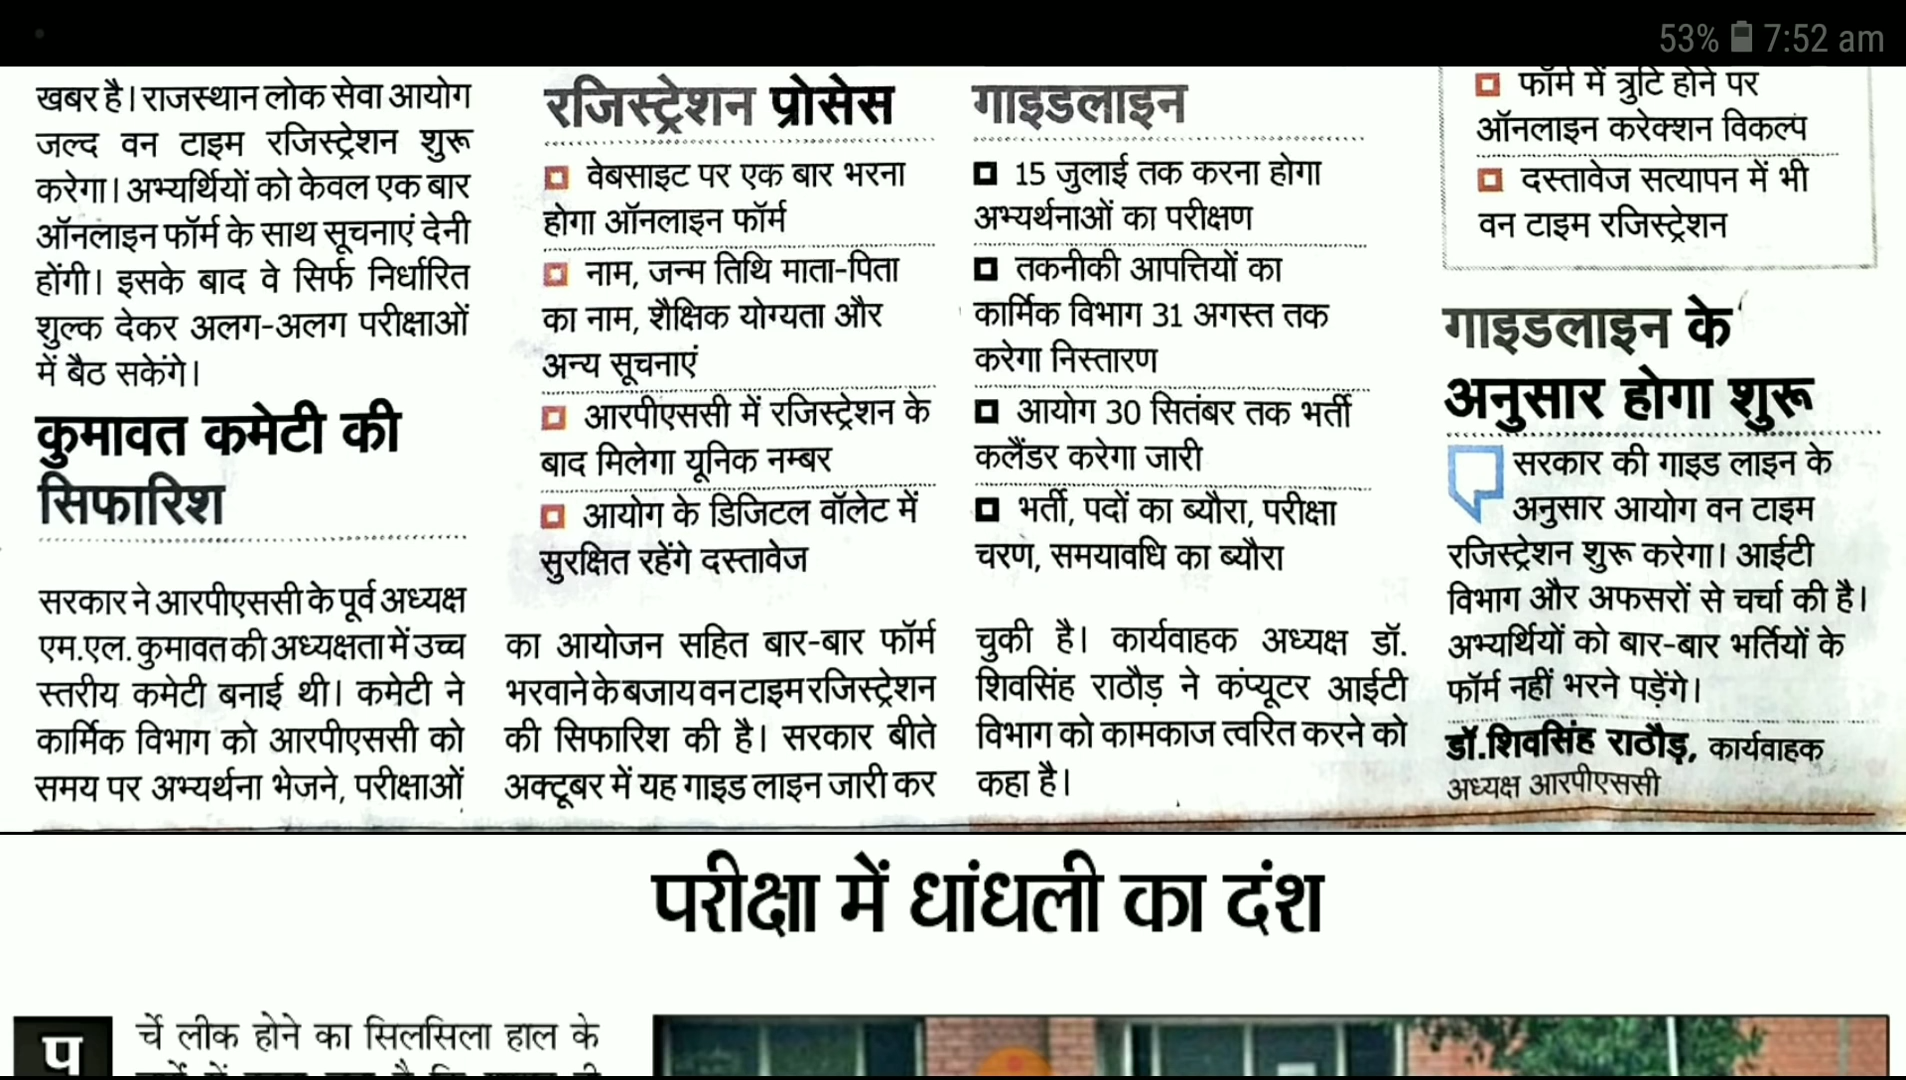 53% 7:52 am
खबर है। राजस्थान लोक सेवा आयोग
जल्द वन टाइम रजिस्ट्रेशन शुरू
करेगा। अभ्यर्थियों को केवल एक बार
ऑनलाइन फॉर्म के साथ सूचनाएं देनी
होंगी। इसके बाद वे सिर्फ निर्धारित
शुल्क देकर अलग-अलग परीक्षाओं
में बैठ सकेंगे।
कुमावत कमेटी की
सिफारिश
सरकार ने आरपीएससी के पूर्व अध्यक्ष
एम.एल. कुमावत की अध्यक्षता में उच्च
स्तरीय कमेटी बनाई थी। कमेटी ने
कार्मिक विभाग को आरपीएससी को
समय पर अभ्यर्थना भेजने, परीक्षाओं
रजिस्ट्रेशन प्रोसेस
वेबसाइट पर एक बार भरना
होगा ऑनलाइन फॉर्म
नाम, जन्म तिथि माता-पिता
का नाम, शैक्षिक योग्यता और
अन्य सूचनाएं
आरपीएससी में रजिस्ट्रेशन के
बाद मिलेगा यूनिक नम्बर
आयोग के डिजिटल वॉलेट में
सुरक्षित रहेंगे दस्तावेज
का आयोजन सहित बार-बार फॉर्म
भरवाने के बजाय वन टाइम रजिस्ट्रेशन
की सिफारिश की है। सरकार बीते
अक्टूबर में यह गाइड लाइन जारी कर
गाइडलाइन
15 जुलाई तक करना होगा
अभ्यर्थनाओं का परीक्षण
तकनीकी आपत्तियों का
कार्मिक विभाग 31 अगस्त तक
करेगा निस्तारण
आयोग 30 सितंबर तक भर्ती
कलैंडर करेगा जारी
भर्ती, पदों का ब्यौरा, परीक्षा
चरण, समयावधि का ब्यौरा
चुकी है। कार्यवाहक अध्यक्ष डॉ.
शिवसिंह राठौड़ ने कंप्यूटर आईटी
विभाग को कामकाज त्वरित करने को
कहा है।
फॉर्म में त्रुटि होने पर
ऑनलाइन करेक्शन विकल्प
दस्तावेज सत्यापन में भी
वन टाइम रजिस्ट्रेशन
गाइडलाइन के
अनुसार होगा शुरू
सरकार की गाइड लाइन के
अनुसार आयोग वन टाइम
रजिस्ट्रेशन शुरू करेगा। आईटी
विभाग और अफसरों से चर्चा की है।
अभ्यर्थियों को बार-बार भर्तियों के
फॉर्म नहीं भरने पड़ेंगे।
डॉ.शिवसिंह राठौड़, कार्यवाहक
अध्यक्ष आरपीएससी
परीक्षा में धांधली का दंश
पर्चे लीक होने का सिलसिला हाल के